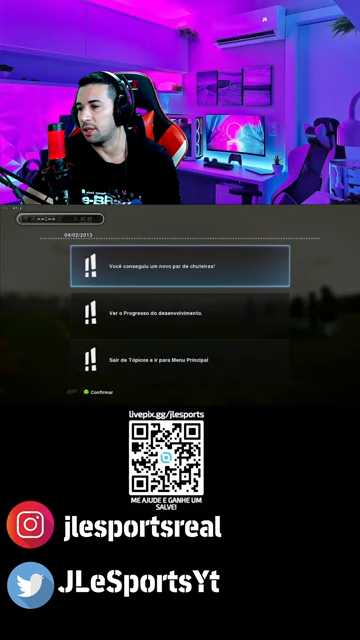 04/02/2013
Você conseguiu um novo par de chuteiras!
Ver o Progresso do desenvolvimento.
Sair de Tópicos e ir para Menu Principal
Confirmar
livepix.gg/jlesports
ME AJUDE E GANHE UM
SALVE!
jlesportsreal
JLeSportsYt